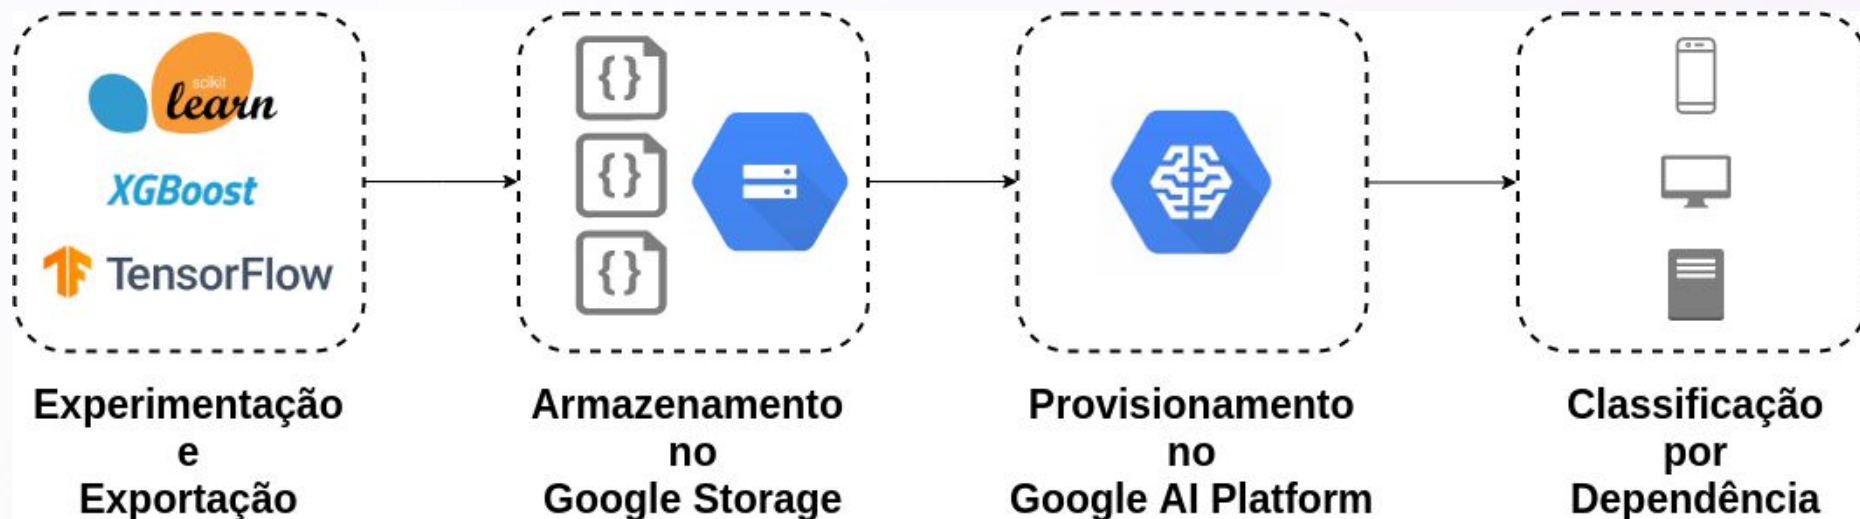 scikit
learn
XGBoost
TensorFlow
{}
{}
{}
Experimentação
e
Exportação
Armazenamento
no
Google Storage
Provisionamento
no
Google AI Platform
Classificação
por
Dependência